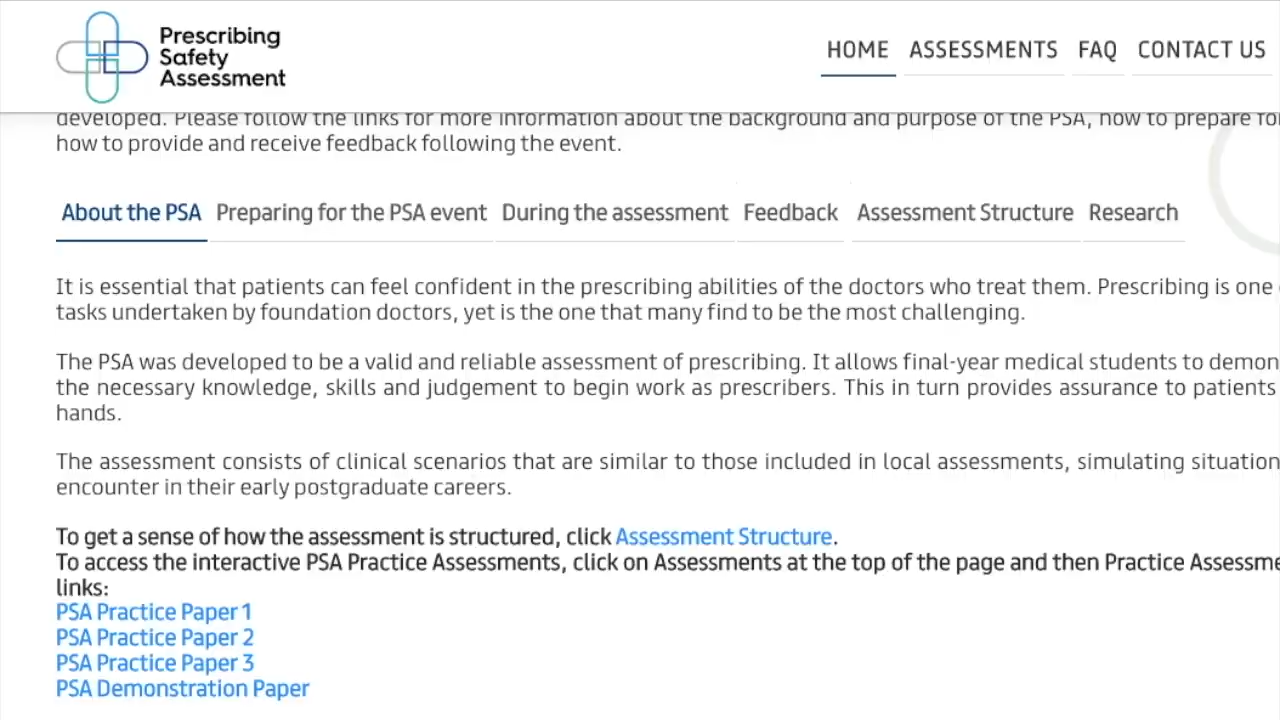 Prescribing
Safety
Assessment
HOME ASSESSMENTS FAQ CONTACT US
developed. Please follow the links for more information about the background and purpose of the PSA, how to prepare for
how to provide and receive feedback following the event.
About the PSA Preparing for the PSA event During the assessment Feedback Assessment Structure Research
It is essential that patients can feel confident in the prescribing abilities of the doctors who treat them. Prescribing is one
tasks undertaken by foundation doctors, yet is the one that many find to be the most challenging.
The PSA was developed to be a valid and reliable assessment of prescribing. It allows final-year medical students to demon
the necessary knowledge, skills and judgement to begin work as prescribers. This in turn provides assurance to patients
hands.
The assessment consists of clinical scenarios that are similar to those included in local assessments, simulating situation
encounter in their early postgraduate careers.
To get a sense of how the assessment is structured, click Assessment Structure.
To access the interactive PSA Practice Assessments, click on Assessments at the top of the page and then Practice Assessme
links:
PSA Practice Paper 1
PSA Practice Paper 2
PSA Practice Paper 3
PSA Demonstration Paper